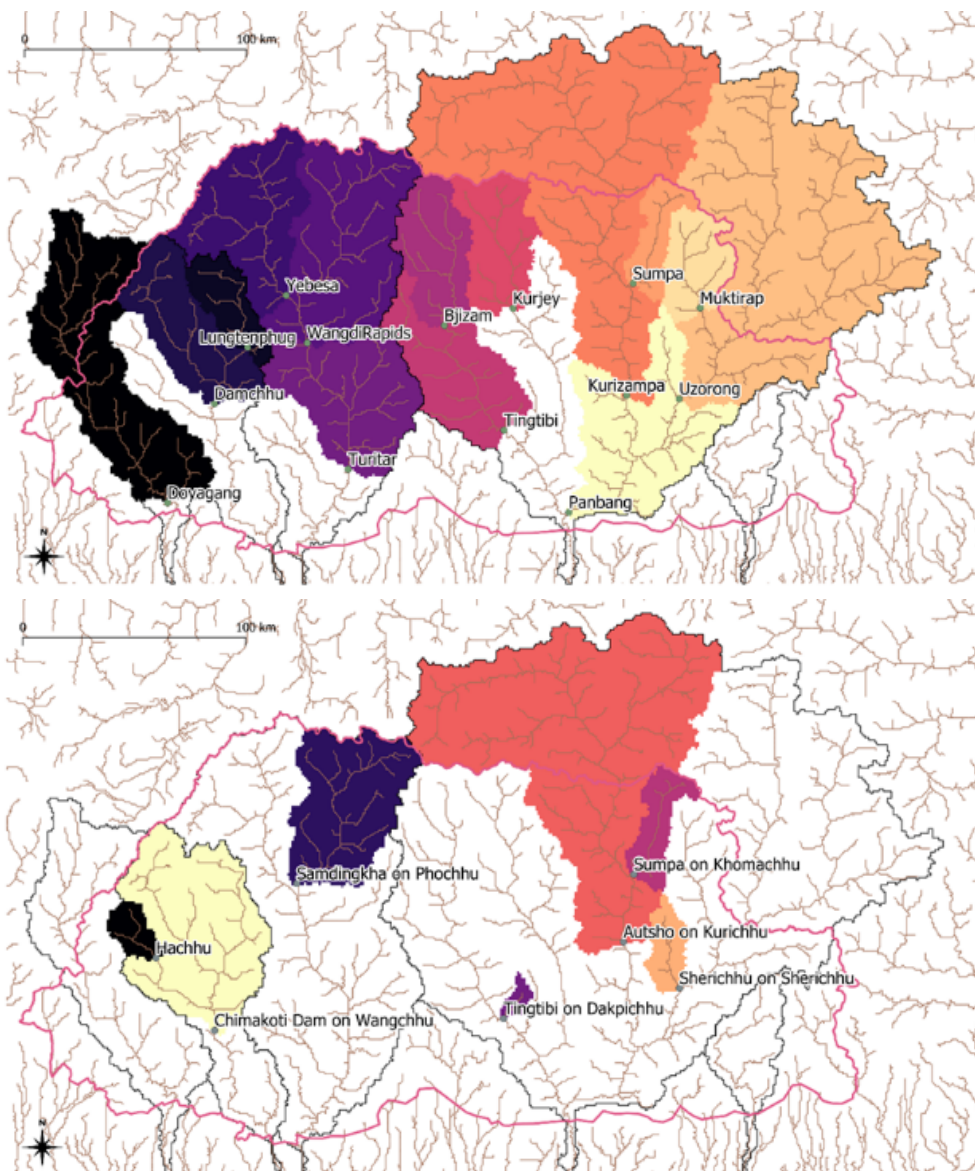 0
100 km
Yebesa
Sumpa
Muktirap
Kurjey
Bjizam
WangdiRapids
Lungtenphug
Damchhu
Kurizampa
Uzorong
Tingtibi
Turitar
Doyagang
Panbang
N
0
100 km
Samdingkha on Phochhu
Sumpa on Khomachhu
Autsho on Kurichhu
Hachhu
Sherichhu on Sherichhu
Tingtibi on Dakpichhu
Chimakoti Dam on Wangchhu
N